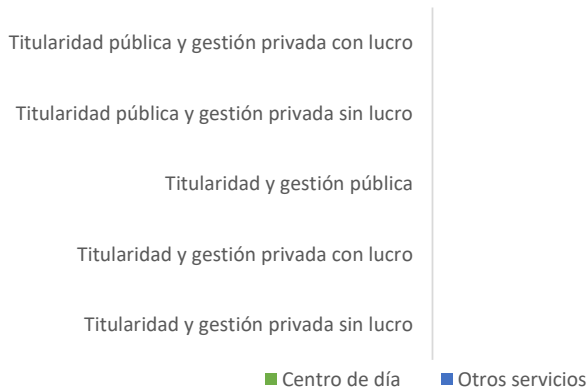 Titularidad pública y gestión privada con lucro
Titularidad pública y gestión privada sin lucro
Titularidad y gestión pública
Titularidad y gestión privada con lucro
Titularidad y gestión privada sin lucro
Centro de día Otros servicios